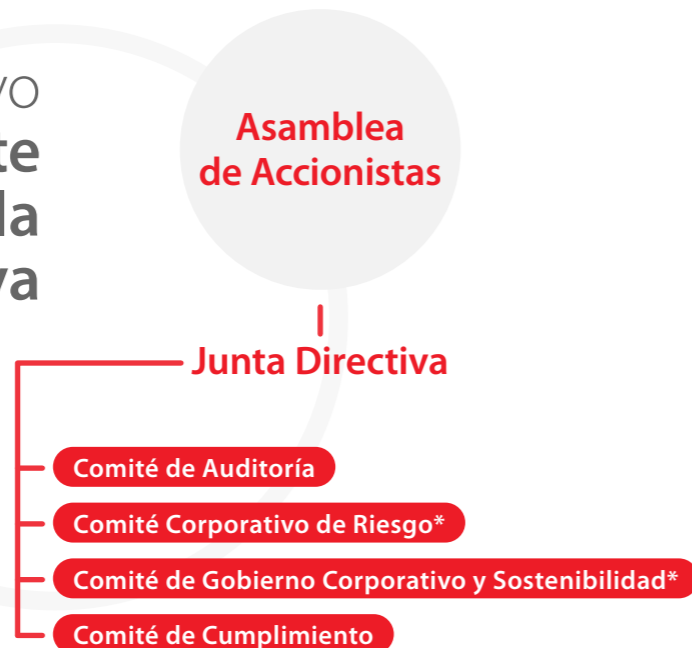 Asamblea
de Accionistas
Junta Directiva
Comité de Auditoría
Comité Corporativo de Riesgo*
Comité de Gobierno Corporativo y Sostenibilidad*
Comité de Cumplimiento